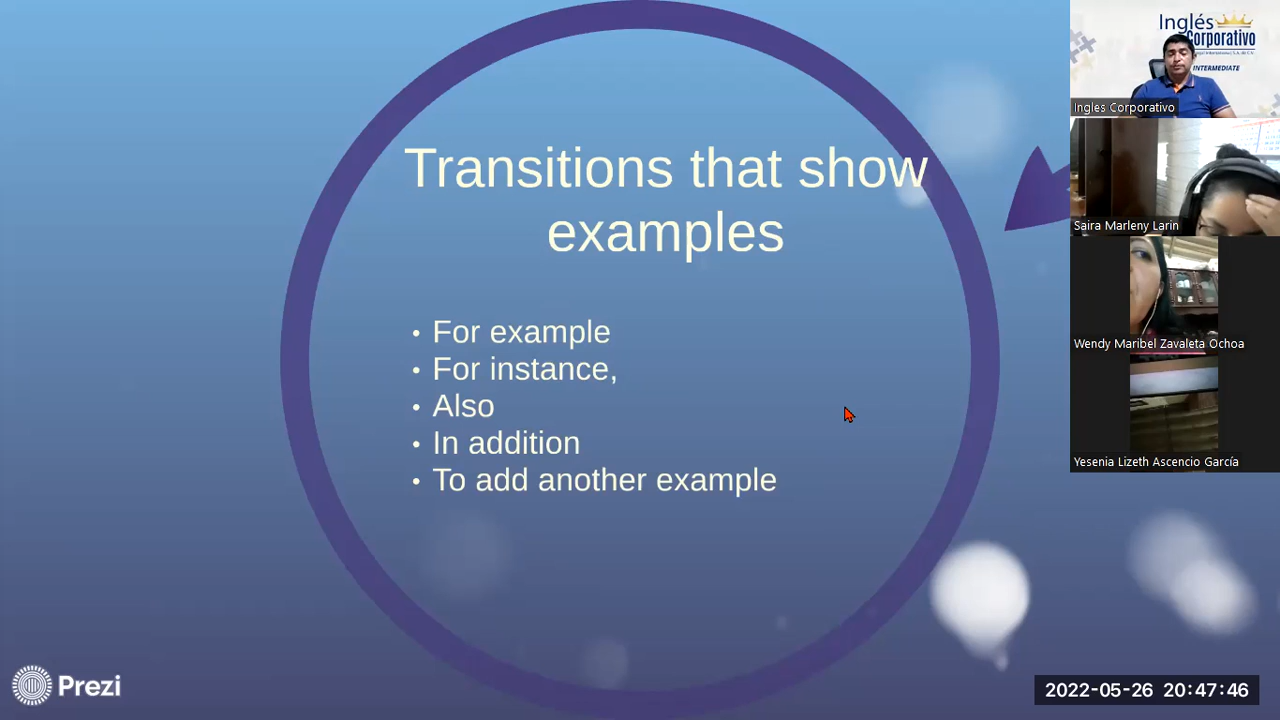 Transitions that show
examples
• For example
• For instance,
• Also
• In addition
• To add another example
Prezi
Inglés
Corporativo
INTERMEDIATE
Ingles Corporativo
Saira Marleny Larin
Wendy Maribel Zavaleta Ochoa
Yesenia Lizeth Ascencio García
2022-05-26 20:47:46